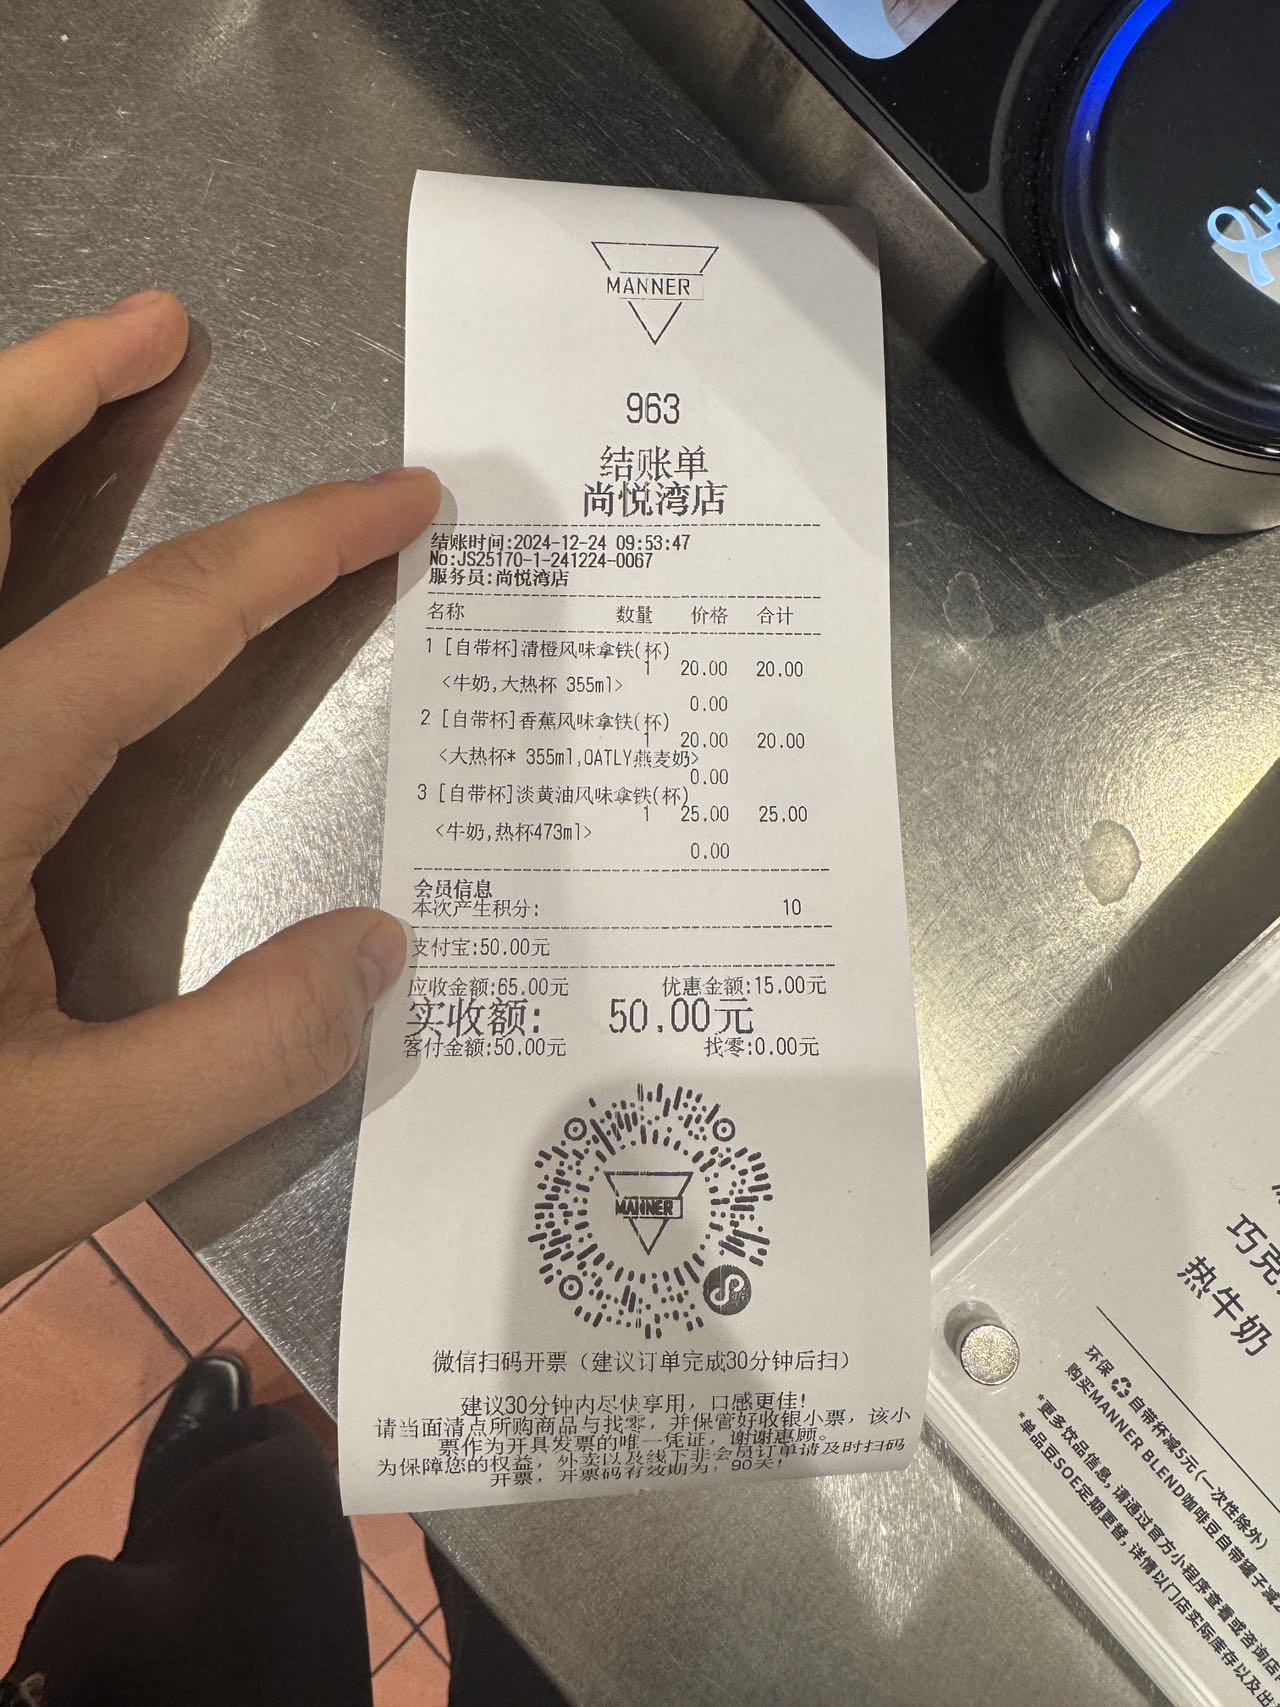 MANNER
963
结账单
尚悦湾店
结账时间:2024-12-24 09:53:47
No:JS25170-1-241224-0067
服务员:尚悦湾店
名称 数量 价格 合计
1 [自带杯]清橙风味拿铁(杯)
1 20.00 20.00
<牛奶,大热杯 355ml>
0.00
2 [自带杯]香蕉风味拿铁(杯)
1 20.00 20.00
<大热杯* 355ml,OATLY燕麦奶>
0.00
3 [自带杯]淡黄油风味拿铁(杯)
1 25.00 25.00
<牛奶,热杯473ml>
0.00
会员信息
本次产生积分: 10
支付宝:50.00元
应收金额:65.00元 优惠金额:15.00元
实收额: 50.00元
客付金额:50.00元 找零:0.00元
MANNER
微信扫码开票（建议订单完成30分钟后扫）
建议30分钟内尽快享用，口感更佳!
请当面清点所购商品与找零，并保管好收银小票，该小
票作为开具发票的唯一凭证，谢谢惠顾。
为保障您的权益，外卖以及线下非会员订单请及时扫码
开票，开票码有效期为：90天!
热牛奶
环保 自带杯减5元(一次性除外)
购买MANNER BLEND咖啡豆自带罐子减
*更多饮品信息,请通过官方小程序查看或咨询店
*单品豆SOE定期更替,详情以门店实际库存以及出